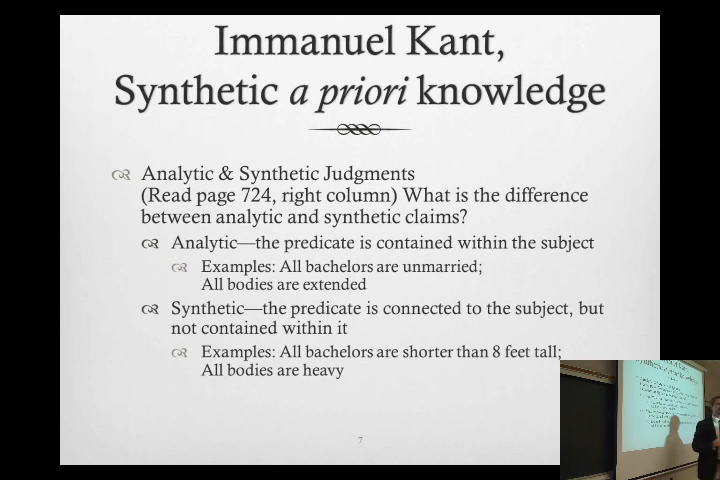 Immanuel Kant,
Synthetic a priori knowledge
Analytic & Synthetic Judgments
(Read page 724, right column) What is the difference
between analytic and synthetic claims?
Analytic—the predicate is contained within the subject
Examples: All bachelors are unmarried;
All bodies are extended
Synthetic—the predicate is connected to the subject, but
not contained within it
Examples: All bachelors are shorter than 8 feet tall;
All bodies are heavy
7